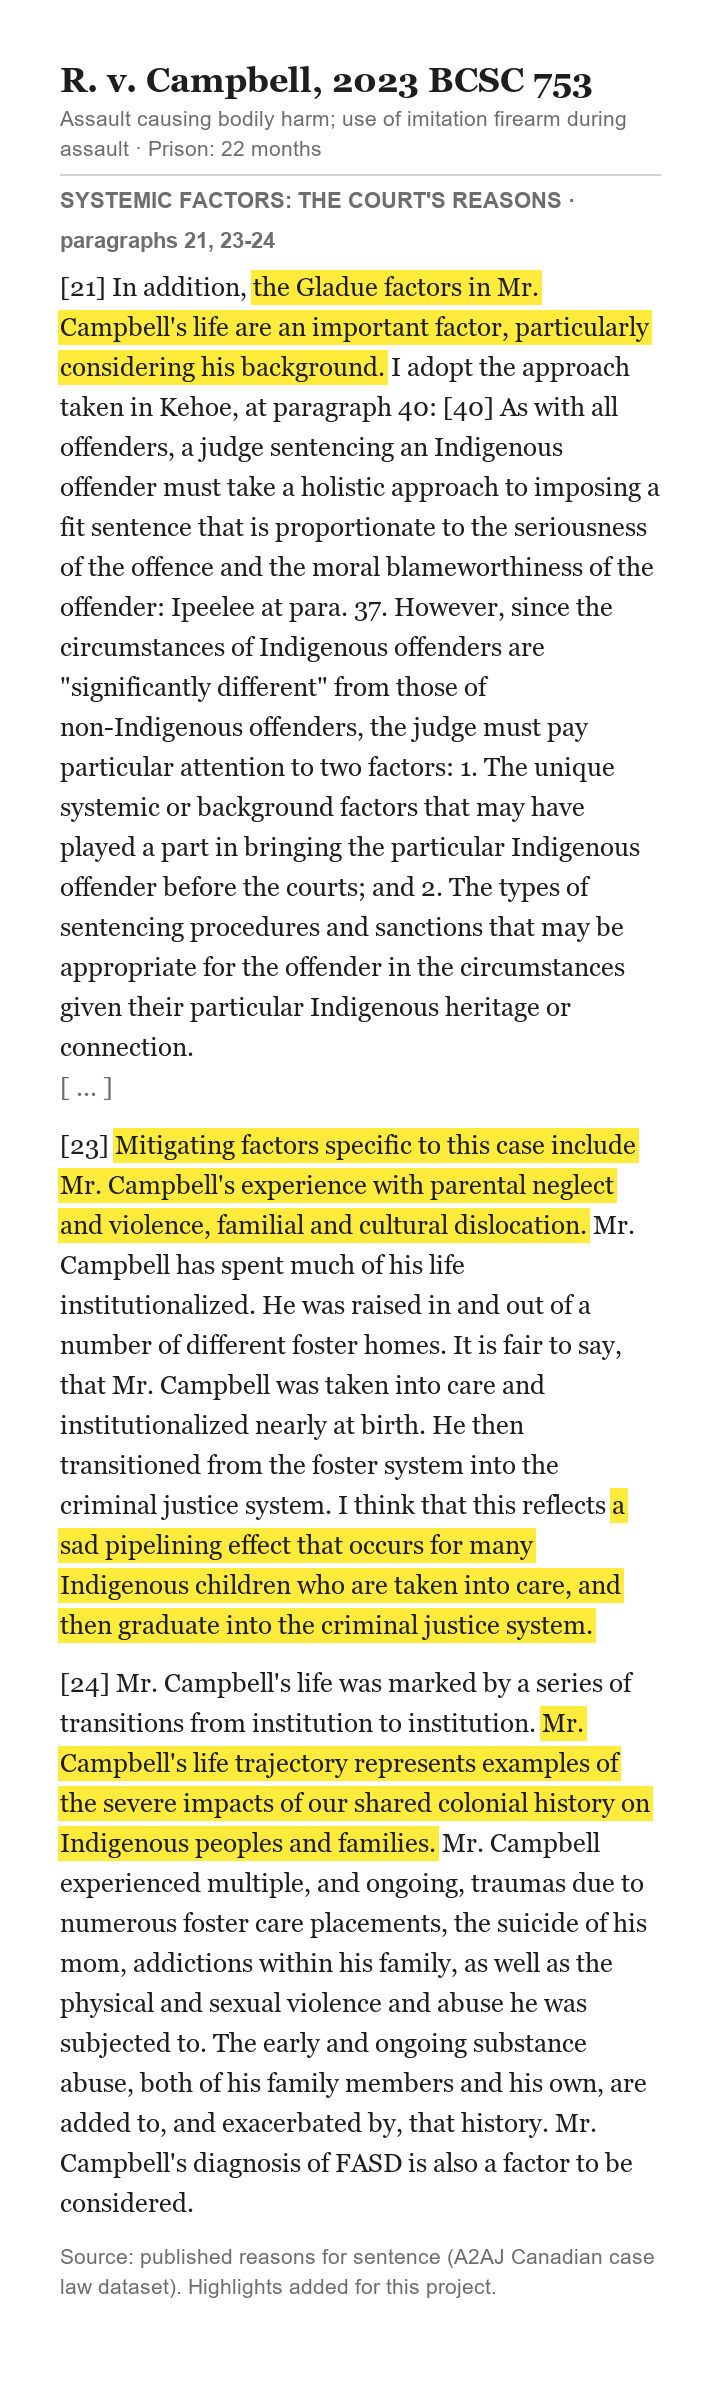 R. v. Campbell, 2023 BCSC 753
Assault causing bodily harm; use of imitation firearm during
assault · Prison: 22 months
SYSTEMIC FACTORS: THE COURT'S REASONS ·
paragraphs 21, 23-24
[21] In addition, the Gladue factors in Mr.
Campbell's life are an important factor, particularly
considering his background. I adopt the approach
taken in Kehoe, at paragraph 40: [40] As with all
offenders, a judge sentencing an Indigenous
offender must take a holistic approach to imposing a
fit sentence that is proportionate to the seriousness
of the offence and the moral blameworthiness of the
offender: Ipeelee at para. 37. However, since the
circumstances of Indigenous offenders are
"significantly different" from those of
non-Indigenous offenders, the judge must pay
particular attention to two factors: 1. The unique
systemic or background factors that may have
played a part in bringing the particular Indigenous
offender before the courts; and 2. The types of
sentencing procedures and sanctions that may be
appropriate for the offender in the circumstances
given their particular Indigenous heritage or
connection.
[ ... ]
[23] Mitigating factors specific to this case include
Mr. Campbell's experience with parental neglect
and violence, familial and cultural dislocation. Mr.
Campbell has spent much of his life
institutionalized. He was raised in and out of a
number of different foster homes. It is fair to say,
that Mr. Campbell was taken into care and
institutionalized nearly at birth. He then
transitioned from the foster system into the
criminal justice system. I think that this reflects a
sad pipelining effect that occurs for many
Indigenous children who are taken into care, and
then graduate into the criminal justice system.
[24] Mr. Campbell's life was marked by a series of
transitions from institution to institution. Mr.
Campbell's life trajectory represents examples of
the severe impacts of our shared colonial history on
Indigenous peoples and families. Mr. Campbell
experienced multiple, and ongoing, traumas due to
numerous foster care placements, the suicide of his
mom, addictions within his family, as well as the
physical and sexual violence and abuse he was
subjected to. The early and ongoing substance
abuse, both of his family members and his own, are
added to, and exacerbated by, that history. Mr.
Campbell's diagnosis of FASD is also a factor to be
considered.
Source: published reasons for sentence (A2AJ Canadian case
law dataset). Highlights added for this project.